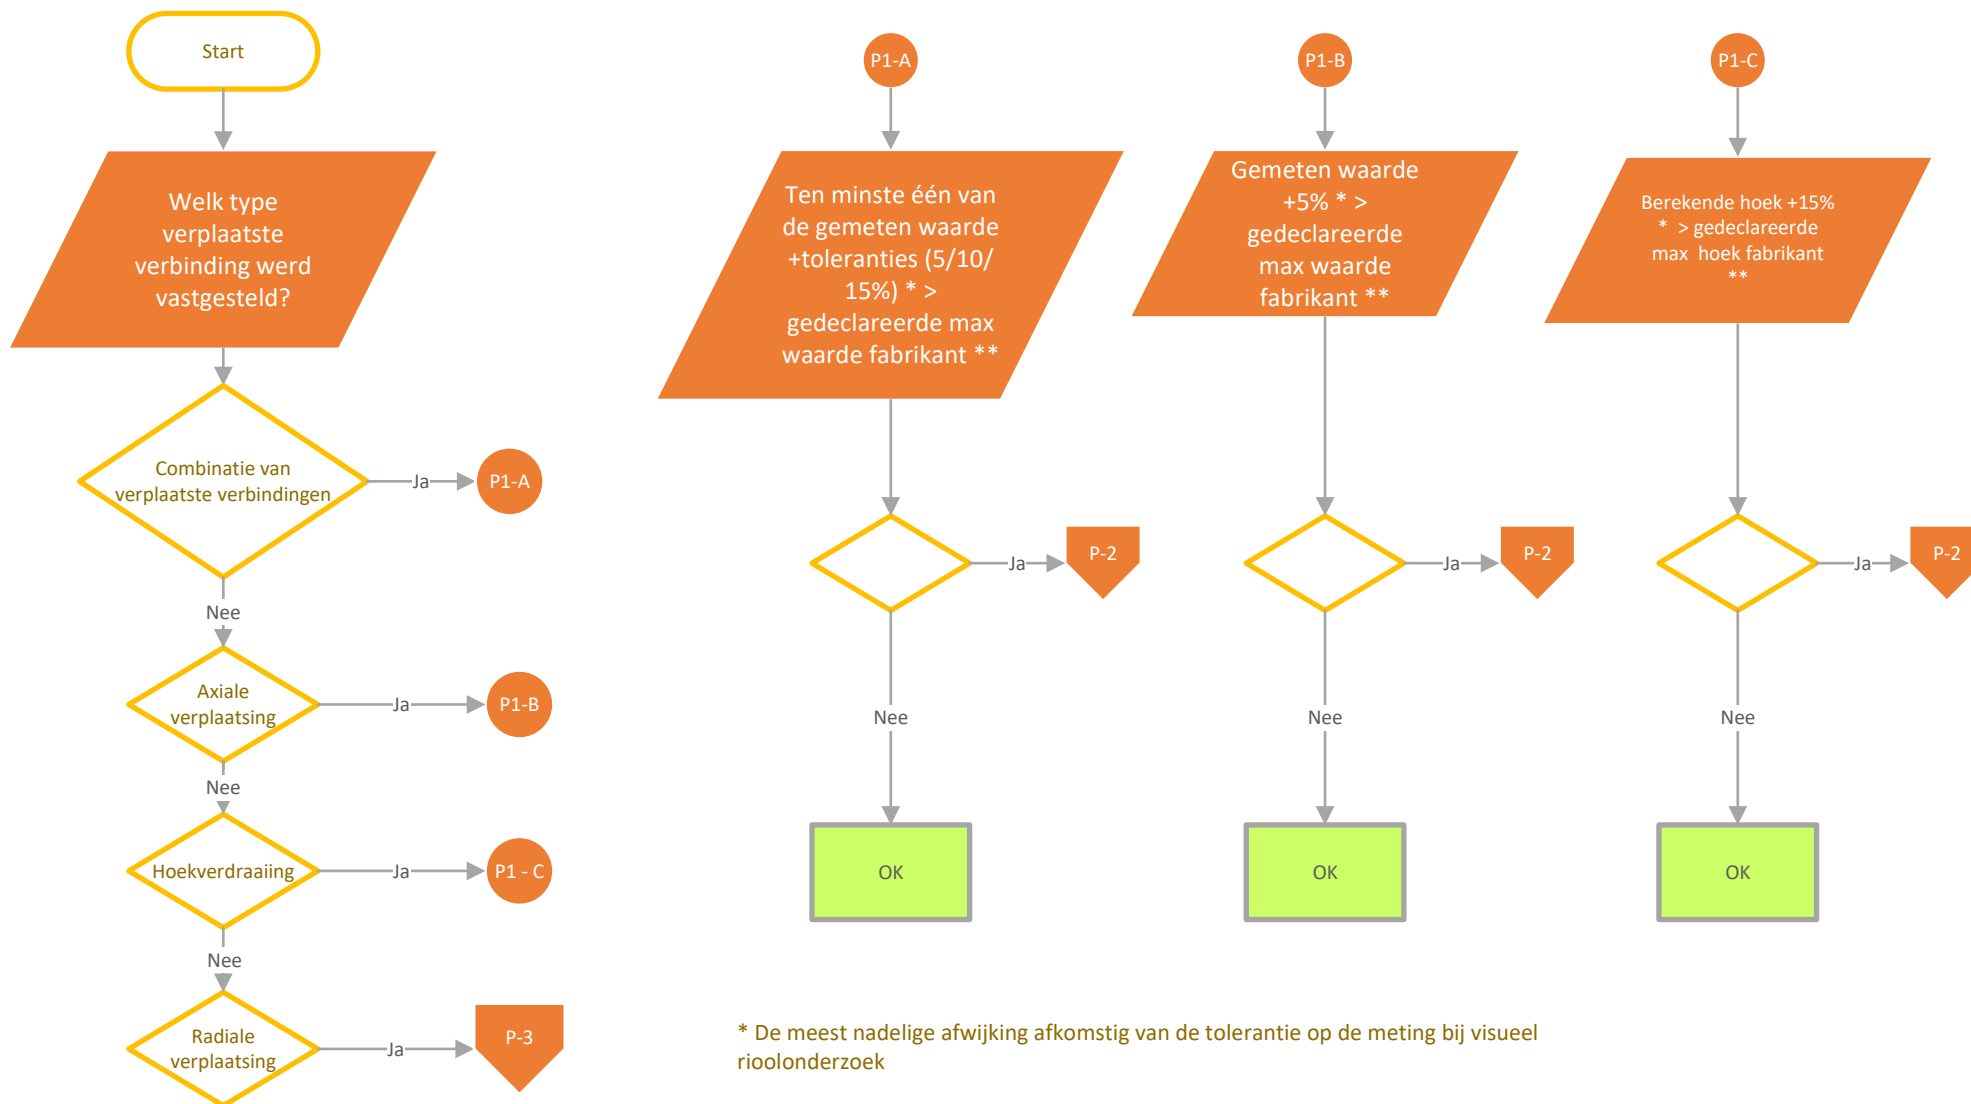 Start
Welk type
verplaatste
verbinding werd
vastgesteld?
Combinatie van
verplaatste verbindingen
Ja
P1-A
Nee
Axiale
verplaatsing
Ja
P1-B
Nee
Hoekverdraaiing
Ja
P1 - C
Nee
Radiale
verplaatsing
Ja
P-3
P1-A
Ten minste één van
de gemeten waarde
+toleranties (5/10/
15%) * >
gedeclareerde max
waarde fabrikant **
Ja
P-2
Nee
OK
P1-B
Gemeten waarde
+5% * >
gedeclareerde
max waarde
fabrikant **
Ja
P-2
Nee
OK
P1-C
Berekende hoek +15%
* > gedeclareerde
max hoek fabrikant
**
Ja
P-2
Nee
OK
* De meest nadelige afwijking afkomstig van de tolerantie op de meting bij visueel
rioolonderzoek